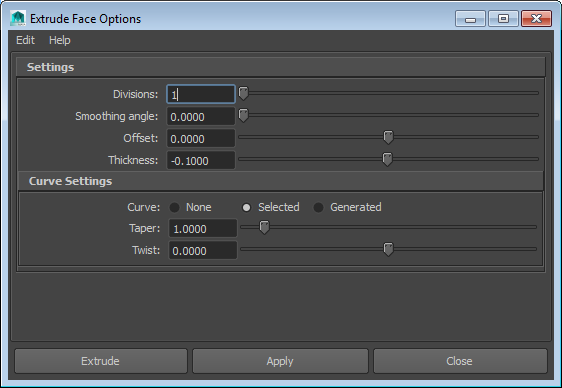 Extrude Face Options
Edit Help
Settings
Divisions: 1
Smoothing angle: 0.0000
Offset: 0.0000
Thickness: -0.1000
Curve Settings
Curve: None Selected Generated
Taper: 1.0000
Twist: 0.0000
Extrude Apply Close